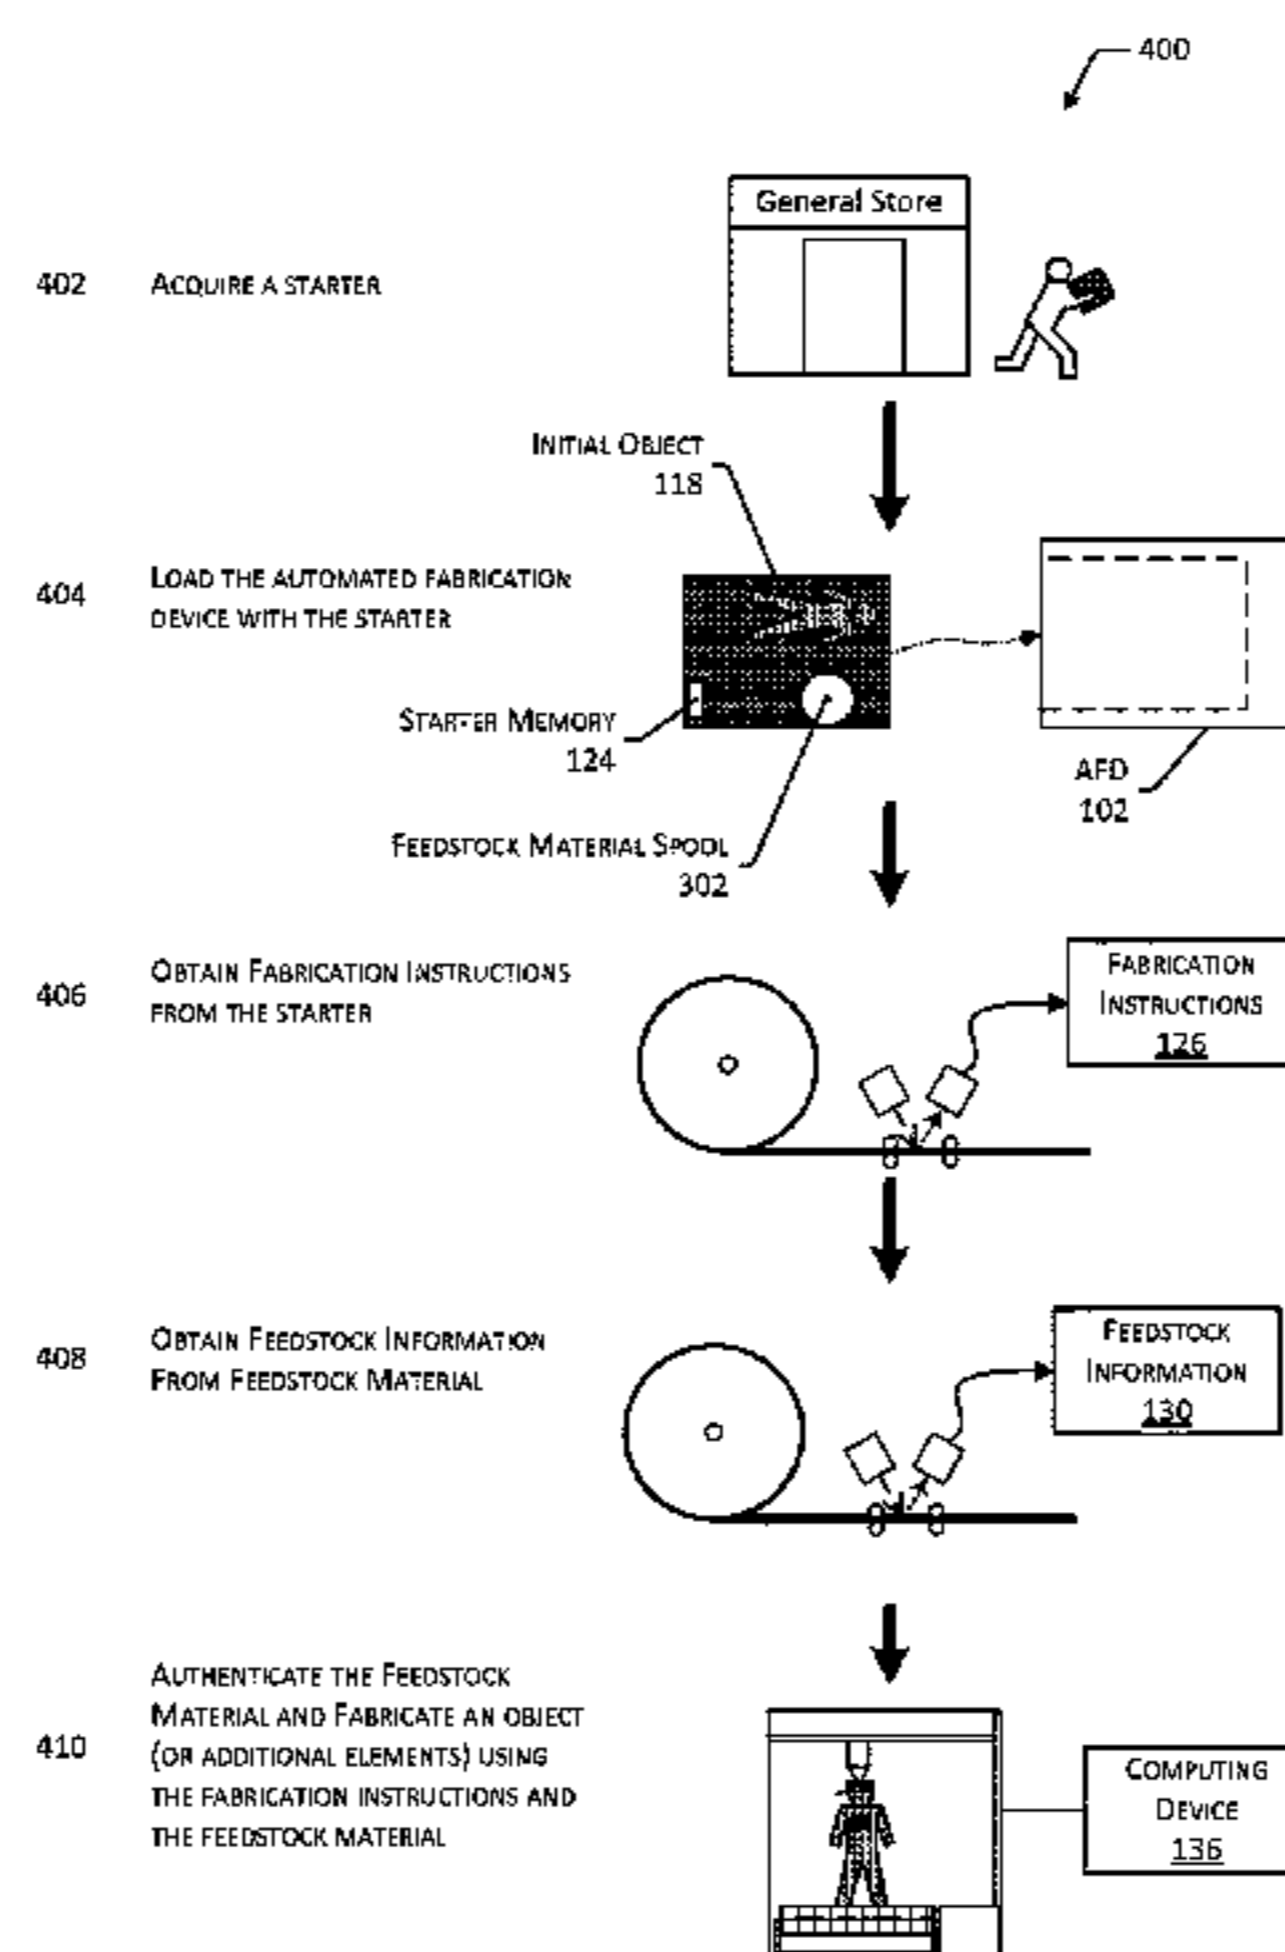 400
General Store
402 ACQUIRE A STARTER
INITIAL OBJECT
118
404
LOAD THE AUTOMATED FABRICATION
DEVICE WITH THE STARTER
STARTER MEMORY
124
AFD
102
FEEDSTOCK MATERIAL SPOOL
302
406
OBTAIN FABRICATION INSTRUCTIONS
FROM THE STARTER
FABRICATION
INSTRUCTIONS
126
408
OBTAIN FEEDSTOCK INFORMATION
FROM FEEDSTOCK MATERIAL
FEEDSTOCK
INFORMATION
130
410
AUTHENTICATE THE FEEDSTOCK
MATERIAL AND FABRICATE AN OBJECT
(OR ADDITIONAL ELEMENTS) USING
THE FABRICATION INSTRUCTIONS AND
THE FEEDSTOCK MATERIAL
COMPUTING
DEVICE
136